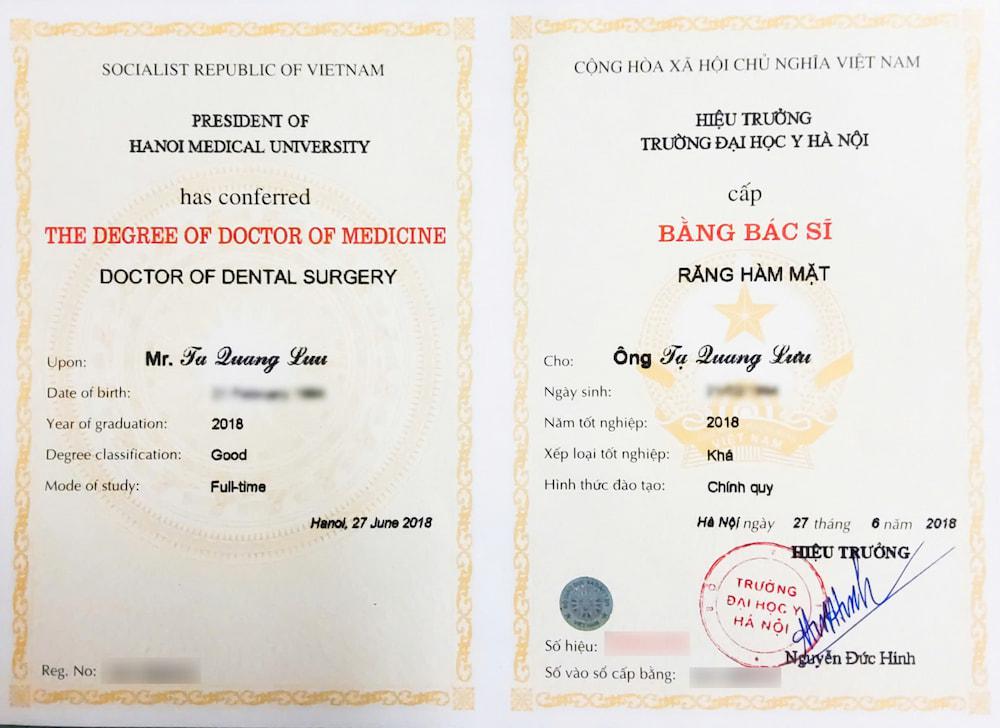 SOCIALIST REPUBLIC OF VIETNAM
PRESIDENT OF
HANOI MEDICAL UNIVERSITY
has conferred
THE DEGREE OF DOCTOR OF MEDICINE
DOCTOR OF DENTAL SURGERY
Upon: Mr. Ta Quang Luu
Date of birth:
Year of graduation: 2018
Degree classification: Good
Mode of study: Full-time
Hanoi, 27 June 2018
Reg. No:
CỘNG HÒA XÃ HỘI CHỦ NGHĨA VIỆT NAM
HIỆU TRƯỞNG
TRƯỜNG ĐẠI HỌC Y HÀ NỘI
cấp
BẰNG BÁC SĨ
RĂNG HÀM MẶT
Cho: Ông Tạ Quang Lưu
Ngày sinh:
Năm tốt nghiệp: 2018
VIỆT NAM
Xếp loại tốt nghiệp: Khá
Hình thức đào tạo: Chính quy
Hà Nội ngày 27 tháng 6 năm 2018
HIỆU TRƯỞNG
TRƯỜNG
ĐẠI HỌC Y
HÀ NỘI
Số hiệu:
Nguyễn Đức Hinh
Số vào sổ cấp bằng: